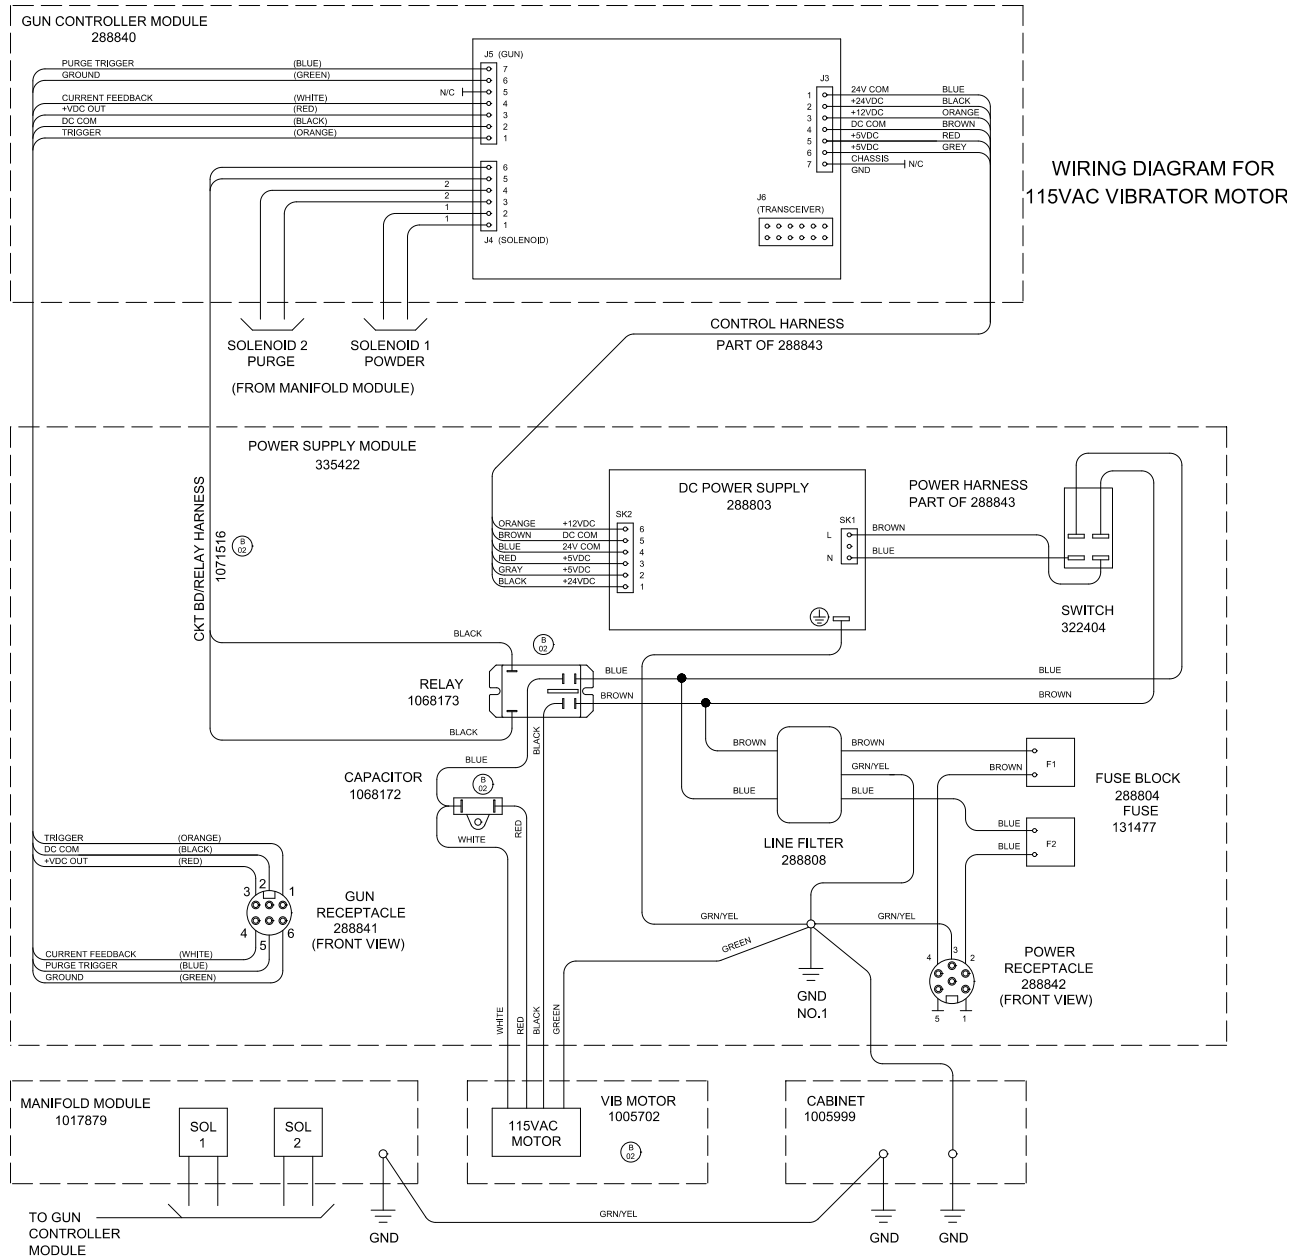 GUN CONTROLLER MODULE
288840
WIRING DIAGRAM FOR
115VAC VIBRATOR MOTOR
J5 (GUN)
PURGE TRIGGER (BLUE) 7
GROUND (GREEN) 6
N/C 5
CURRENT FEEDBACK (WHITE) 4
+VDC OUT (RED) 3
DC COM (BLACK) 2
TRIGGER (ORANGE) 1
6
5
2 4
2 3
1 2
1 1
J4 (SOLENOID)
J3
1 24V COM BLUE
2 +24VDC BLACK
3 +12VDC ORANGE
4 DC COM BROWN
5 +5VDC RED
6 +5VDC GREY
7 CHASSIS N/C
GND
J6
(TRANSCEIVER)
SOLENOID 2
PURGE
SOLENOID 1
POWDER
(FROM MANIFOLD MODULE)
CONTROL HARNESS
PART OF 288843
POWER SUPPLY MODULE
335422
CKT BD/RELAY HARNESS
1071516
B
02
DC POWER SUPPLY
288803
SK2
ORANGE +12VDC 6
BROWN DC COM 5
BLUE 24V COM 4
RED +5VDC 3
GRAY +5VDC 2
BLACK +24VDC 1
SK1
L BROWN
N BLUE
POWER HARNESS
PART OF 288843
SWITCH
322404
BLACK
B
02
RELAY
1068173
BLUE
BROWN
BLUE
BROWN
BLACK
BLACK
BLUE
CAPACITOR
1068172
B
02
WHITE
RED
BROWN
BLUE
LINE FILTER
288808
BROWN
GRN/YEL
BLUE
BROWN
F1
BLUE
BLUE
F2
FUSE BLOCK
288804
FUSE
131477
TRIGGER (ORANGE)
DC COM (BLACK)
+VDC OUT (RED)
3 2 1
4 5 6
GUN
RECEPTACLE
288841
(FRONT VIEW)
CURRENT FEEDBACK (WHITE)
PURGE TRIGGER (BLUE)
GROUND (GREEN)
GRN/YEL
GRN/YEL
GREEN
GND
NO.1
4 3 2
5 1
POWER
RECEPTACLE
288842
(FRONT VIEW)
WHITE
RED
BLACK
GREEN
MANIFOLD MODULE
1017879
SOL
1
SOL
2
TO GUN
CONTROLLER
MODULE
GND
VIB MOTOR
1005702
115VAC
MOTOR
B
02
CABINET
1005999
GRN/YEL
GND
GND